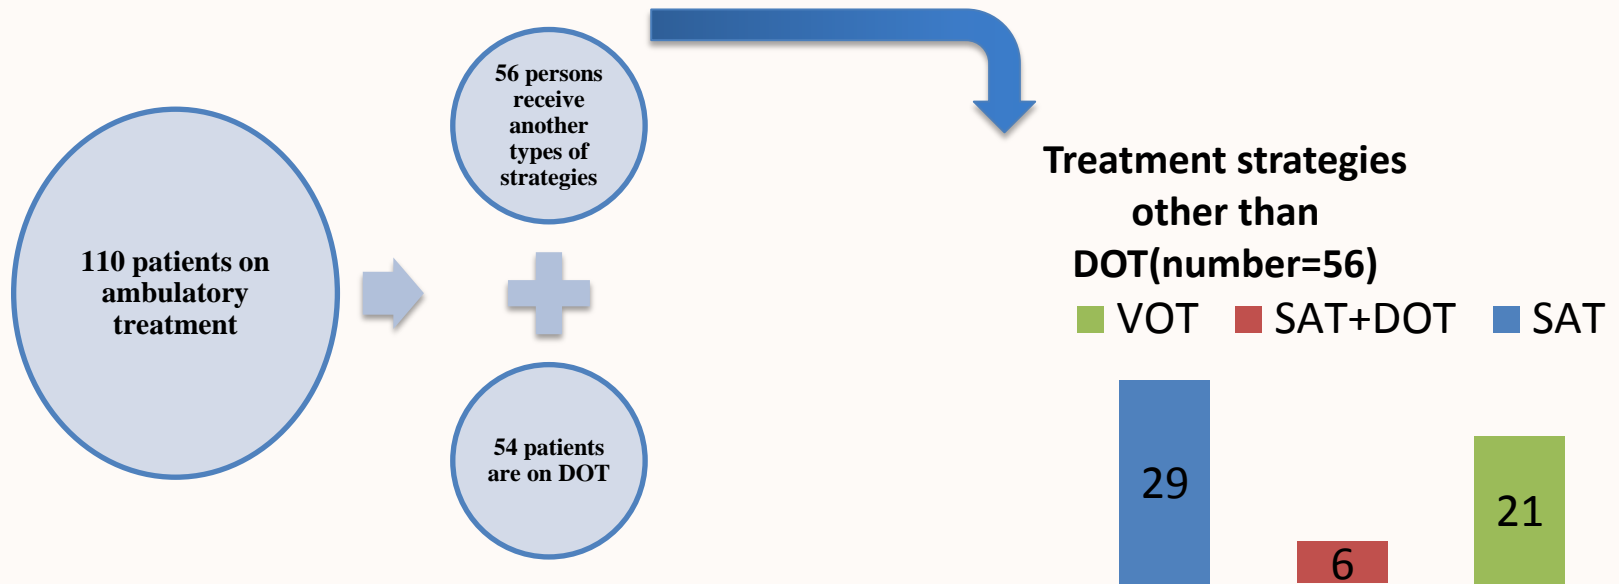 110 patients on
ambulatory
treatment
56 persons
receive
another
types of
strategies
54 patients
are on DOT
Treatment strategies
other than
DOT(number=56)
VOT SAT+DOT SAT
29
6
21